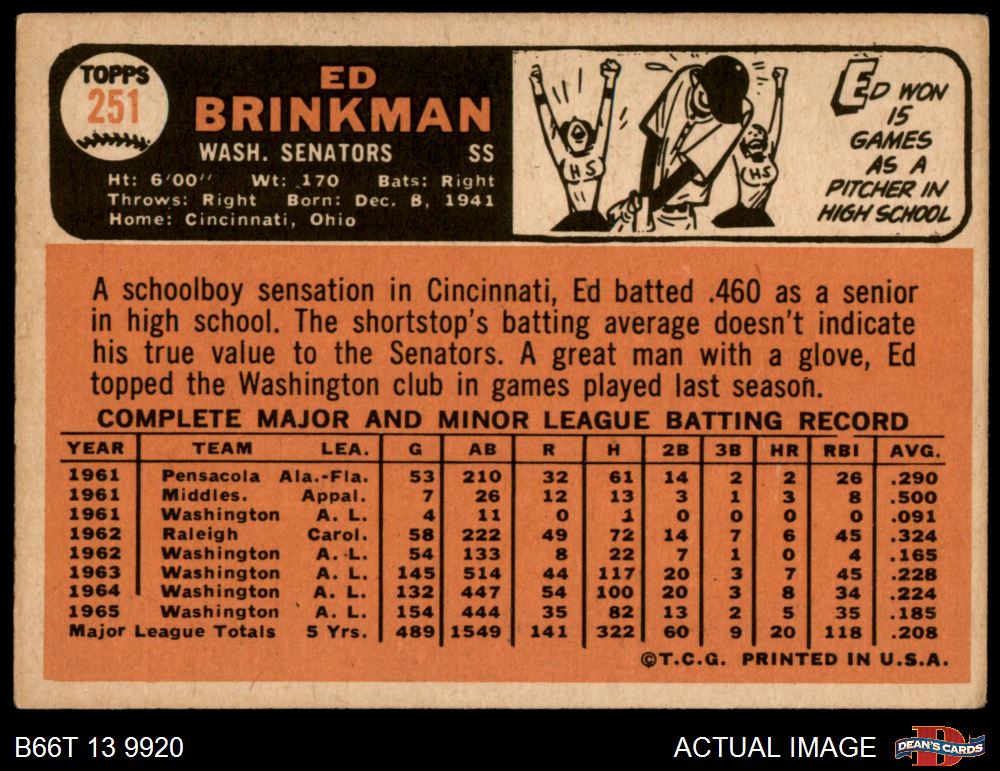 TOPPS
251
ED
BRINKMAN
WASH. SENATORS SS
Ht: 6'00" Wt: 170 Bats: Right
Throws: Right Born: Dec. 8, 1941
Home: Cincinnati, Ohio
HS
HS
ED WON
15
GAMES
AS A
PITCHER IN
HIGH SCHOOL
A schoolboy sensation in Cincinnati, Ed batted .460 as a senior
in high school. The shortstop's batting average doesn't indicate
his true value to the Senators. A great man with a glove, Ed
topped the Washington club in games played last season.
COMPLETE MAJOR AND MINOR LEAGUE BATTING RECORD
YEAR TEAM LEA. G AB R H 2B 3B HR RBI AVG.
1961 Pensacola Ala.-Fla. 53 210 32 61 14 2 2 26 .290
1961 Middles. Appal. 7 26 12 13 3 1 3 8 .500
1961 Washington A. L. 4 11 0 1 0 0 0 0 .091
1962 Raleigh Carol. 58 222 49 72 14 7 6 45 .324
1962 Washington A. L. 54 133 8 22 7 1 0 4 .165
1963 Washington A. L. 145 514 44 117 20 3 7 45 .228
1964 Washington A. L. 132 447 54 100 20 3 8 34 .224
1965 Washington A. L. 154 444 35 82 13 2 5 35 .185
Major League Totals 5 Yrs. 489 1549 141 322 60 9 20 118 .208
©T.C.G. PRINTED IN U.S.A.
B66T 13 9920
ACTUAL IMAGE
D
DEAN'S CARDS